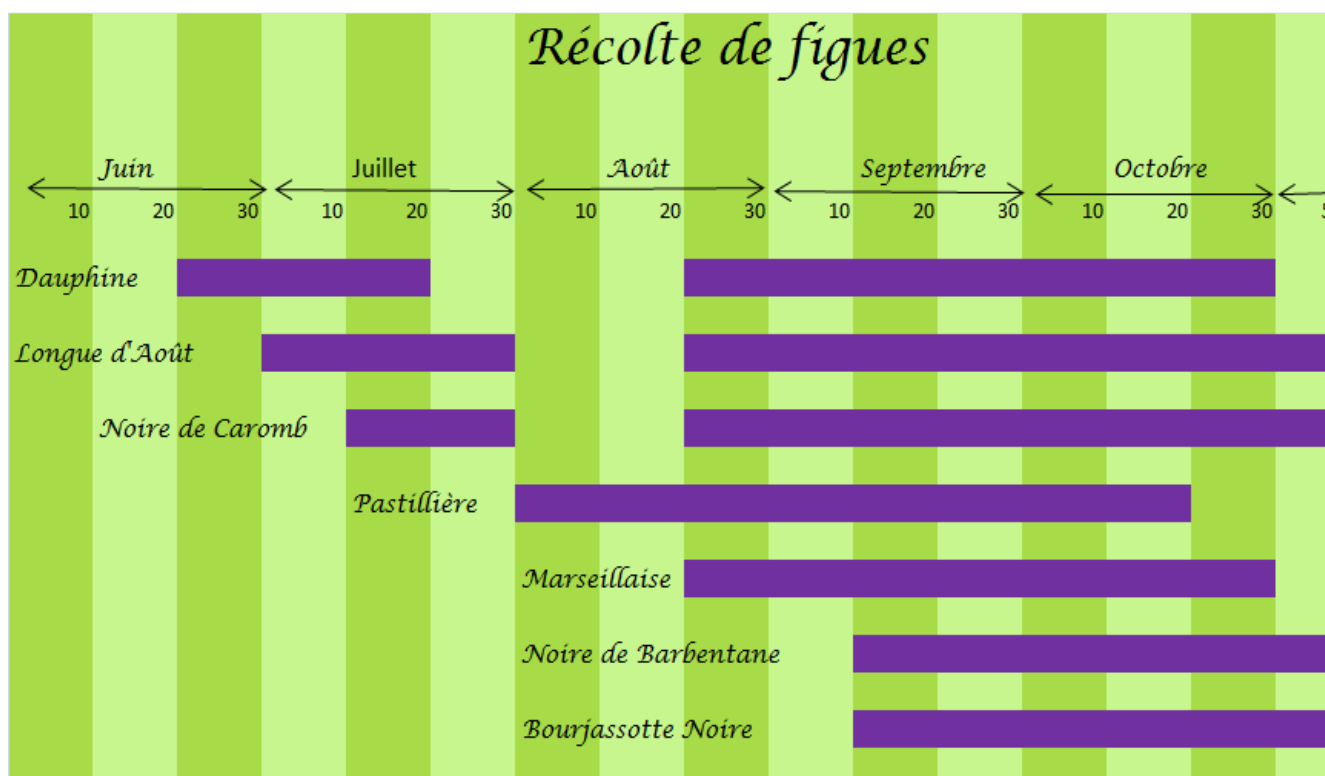 Récolte de figues
Juin Juillet Août Septembre Octobre
10 20 30 10 20 30 10 20 30 10 20 30 10 20 30
Dauphine
Longue d'Août
Noire de Caromb
Pastillière
Marseillaise
Noire de Barbentane
Bourjassotte Noire